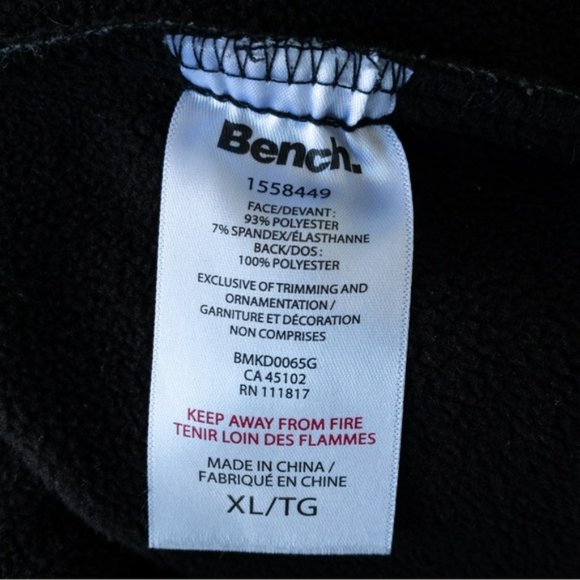 Bench.
1558449
FACE/DEVANT:
93% POLYESTER
7% SPANDEX/ÉLASTHANNE
BACK/DOS:
100% POLYESTER
EXCLUSIVE OF TRIMMING AND
ORNAMENTATION/
GARNITURE ET DÉCORATION
NON COMPRISES
BMKD0065G
CA 45102
RN 111817
KEEP AWAY FROM FIRE
TENIR LOIN DES FLAMMES
MADE IN CHINA/
FABRIQUÉ EN CHINE
XL/TG